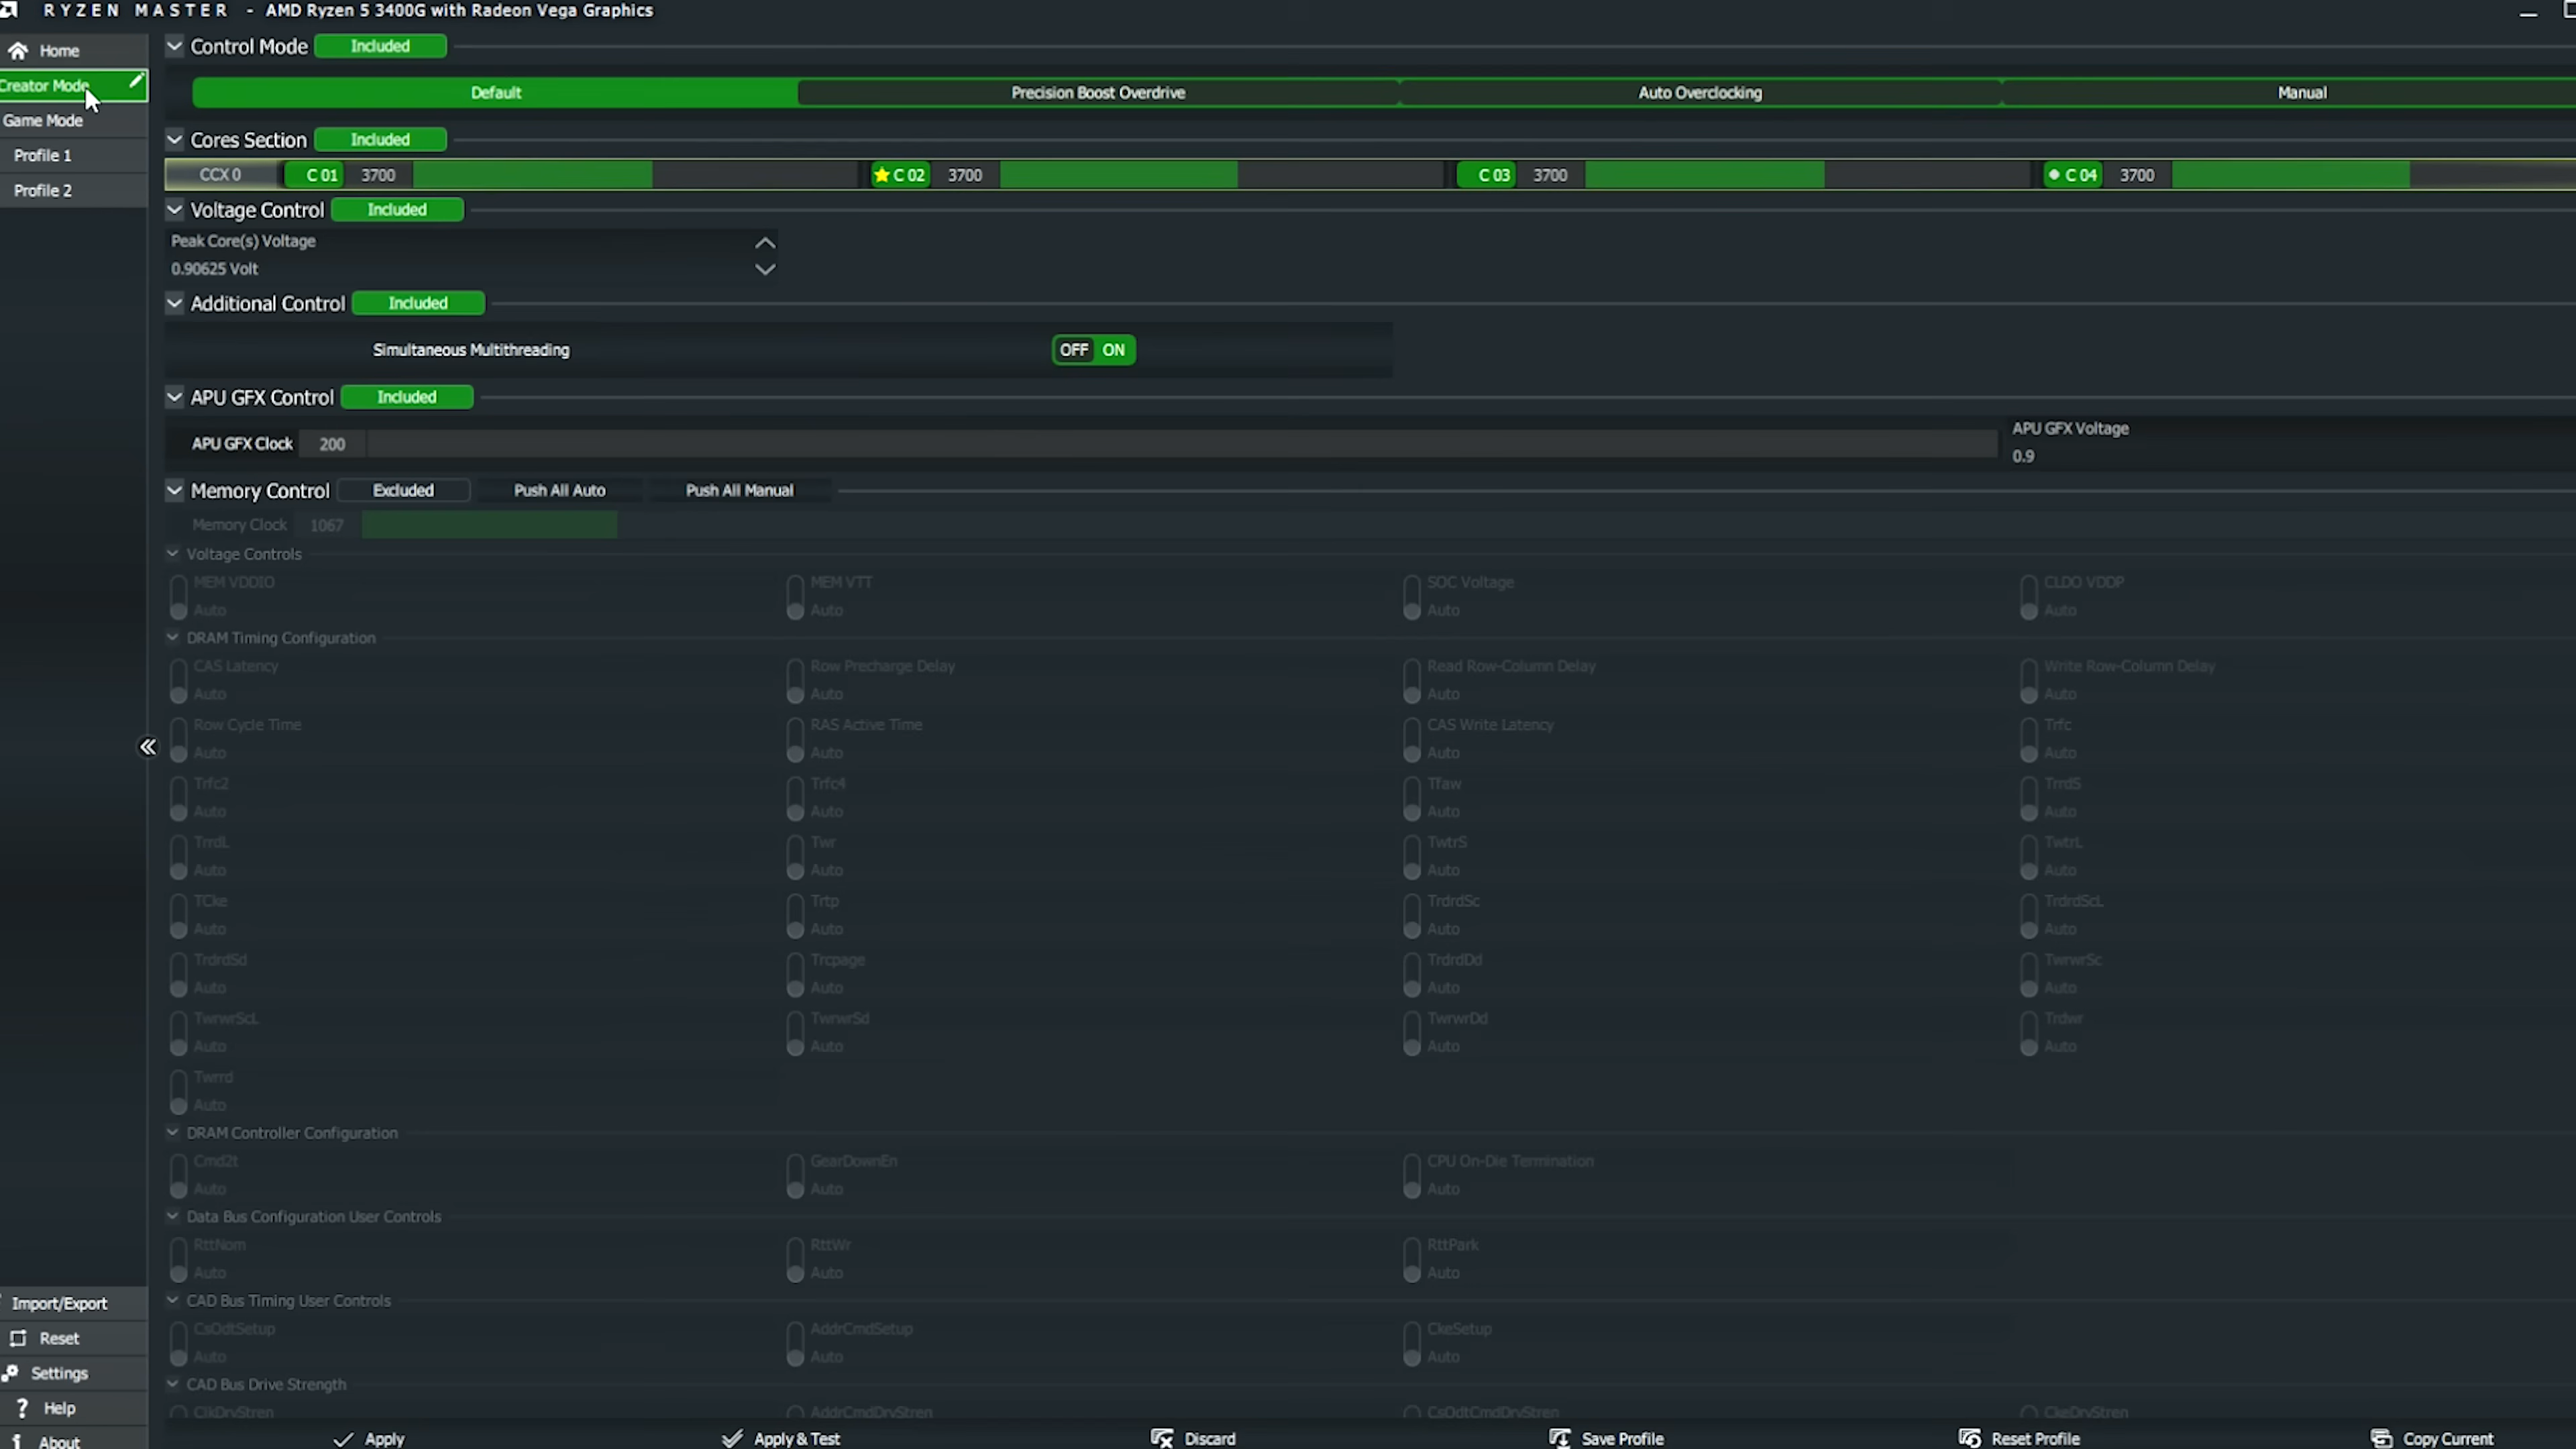 RYZEN MASTER - AMD Ryzen 5 3400G with Radeon Vega Graphics
Home
Creator Mode
Game Mode
Profile 1
Profile 2
Control Mode Included
Default Precision Boost Overdrive Auto Overclocking Manual
Cores Section Included
CCX 0 C 01 3700 C 02 3700 C 03 3700 C 04 3700
Voltage Control Included
Peak Core(s) Voltage
0.90625 Volt
Additional Control Included
Simultaneous Multithreading OFF ON
APU GFX Control Included
APU GFX Clock 200
APU GFX Voltage
0.9
Memory Control Excluded Push All Auto Push All Manual
Memory Clock 1067
Voltage Controls
MEM VDDIO MEM VTT SOC Voltage CLDO VDDP
Auto Auto Auto Auto
DRAM Timing Configuration
CAS Latency Row Precharge Delay Read Row-Column Delay Write Row-Column Delay
Auto Auto Auto Auto
Row Cycle Time RAS Active Time CAS Write Latency Trfc
Auto Auto Auto Auto
Trfc2 Trfc4 Tfaw TrrdS
Auto Auto Auto Auto
TrrdL Twr TwtrS TwtrL
Auto Auto Auto Auto
TCke Trtp TrdrdSc TrdrdScL
Auto Auto Auto Auto
TrdrdSd Trcpage TrdrdDd TwrwrSc
Auto Auto Auto Auto
TwrwrScL TwrwrSd TwrwrDd Trdwr
Auto Auto Auto Auto
Twrrd
Auto
DRAM Controller Configuration
Cmd2t GearDownEn CPU On-Die Termination
Auto Auto Auto
Data Bus Configuration User Controls
RttNom RttWr RttPark
Auto Auto Auto
CAD Bus Timing User Controls
CsOdtSetup AddrCmdSetup CkeSetup
Auto Auto Auto
CAD Bus Drive Strength
ClkDryStren AddrCmdDryStren CsOdtCmdDryStren CkeDryStren
Import/Export
Reset
Settings
Help
About
Apply Apply & Test Discard Save Profile Reset Profile Copy Current